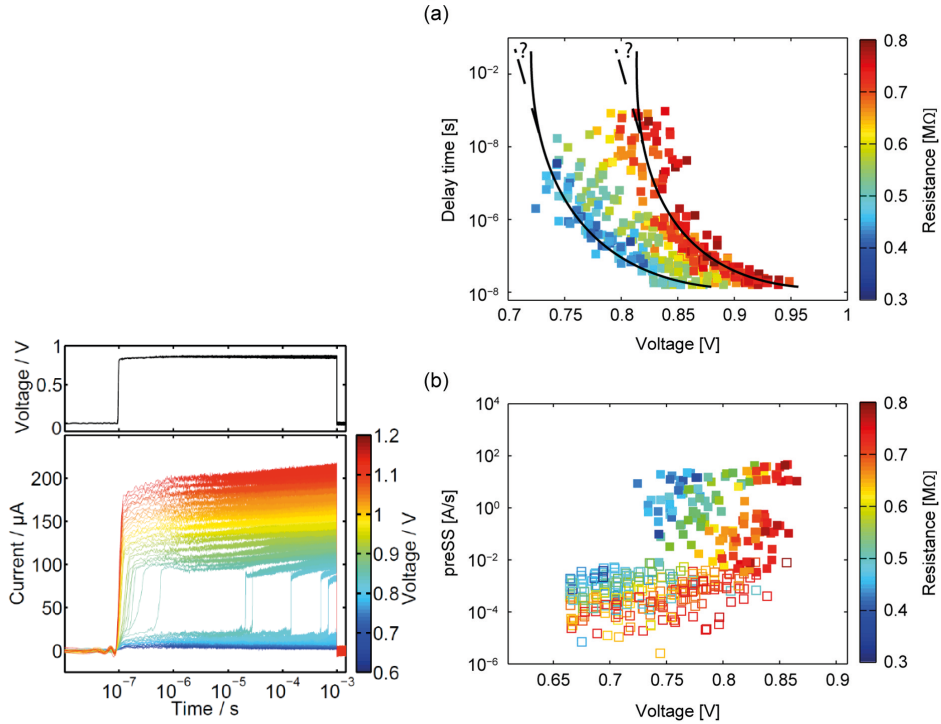 (a)
? ?
10⁻²
10⁻⁸
10⁻⁶
10⁻⁸
Delay time [s]
0.7 0.75 0.8 0.85 0.9 0.95 1
Voltage [V]
0.8
0.7
0.6
0.5
0.4
0.3
Resistance [MΩ]
1
0.5
0
Voltage / V
200
150
100
50
0
Current / µA
10⁻⁷ 10⁻⁶ 10⁻⁵ 10⁻⁴ 10⁻³
Time / s
1.2
1.1
1.0
0.9
0.8
0.7
0.6
Voltage / V
(b)
10⁴
10²
10⁰
10⁻²
10⁻⁴
10⁻⁶
preSS [A/s]
0.65 0.7 0.75 0.8 0.85 0.9
Voltage [V]
0.8
0.7
0.6
0.5
0.4
0.3
Resistance [MΩ]